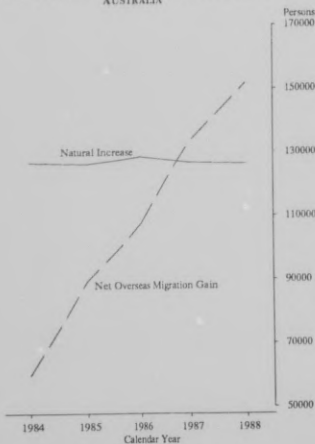 AUSTRALIA
Persons
170000
150000
Natural Increase
130000
110000
Net Overseas Migration Gain
90000
70000
50000
1984 1985 1986 1987 1988
Calendar Year